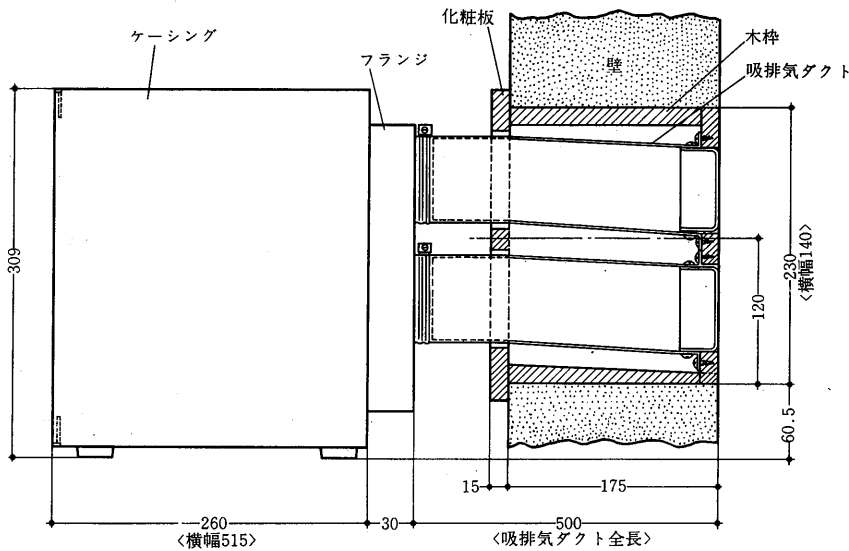 化粧板
ケーシング
フランジ
壁
木枠
吸排気ダクト
309
230
<横幅140>
120
60.5
15
175
260
<横幅515>
30
500
<吸排気ダクト全長>